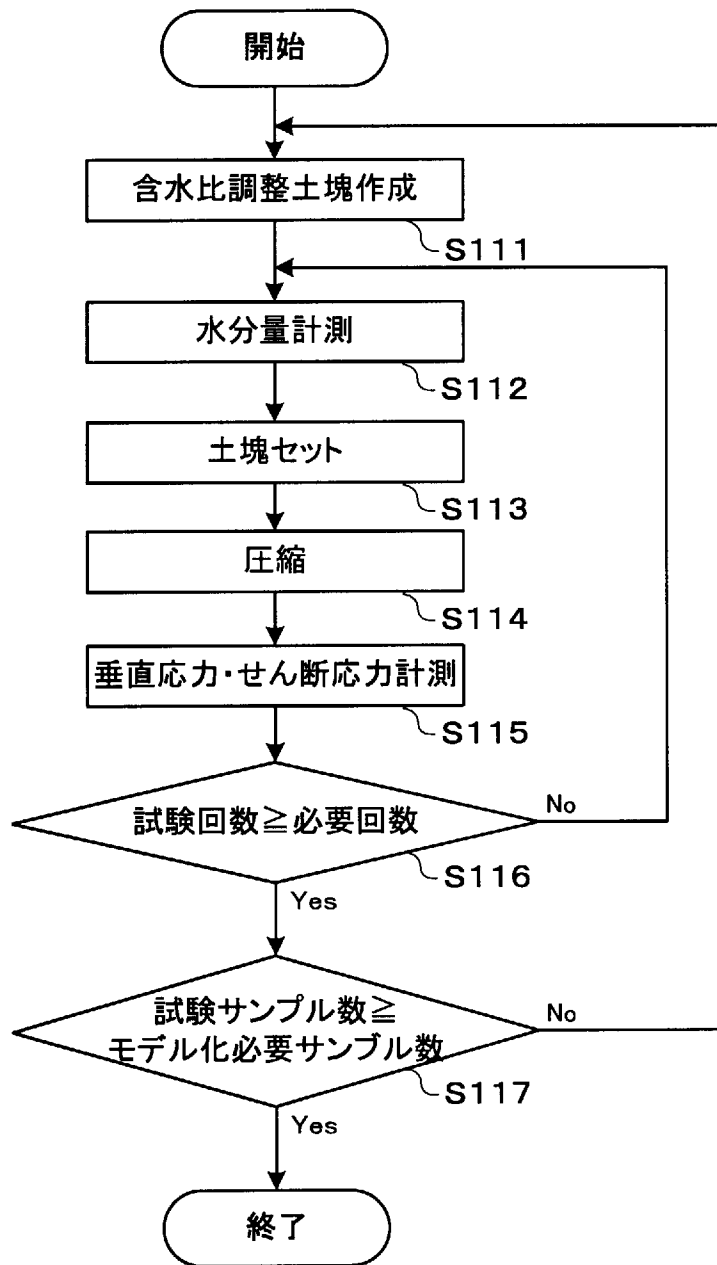 開始
含水比調整土塊作成
S111
水分量計測
S112
土塊セット
S113
圧縮
S114
垂直応力・せん断応力計測
S115
試験回数≧必要回数
No
S116
Yes
試験サンプル数≧
モデル化必要サンブル数
No
S117
Yes
終了